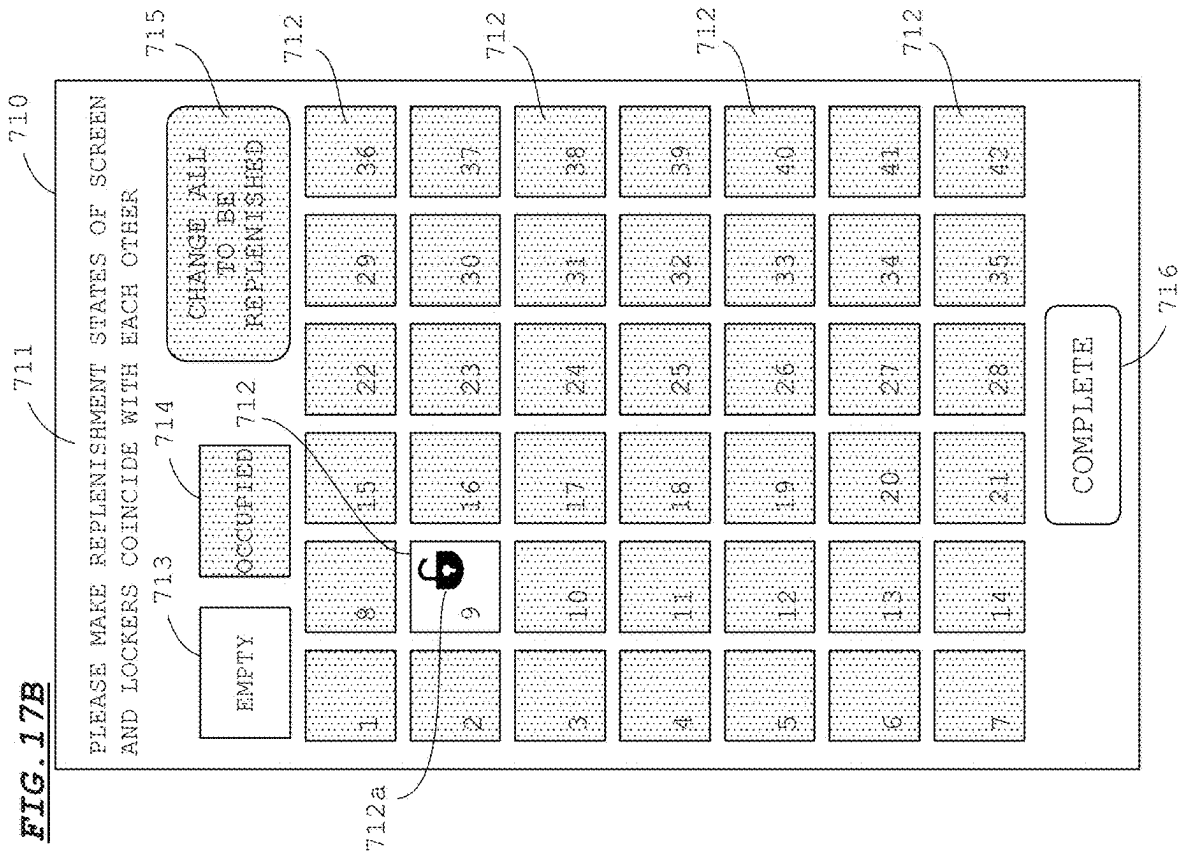 FIG. 17B
710
711
PLEASE MAKE REPLENISHMENT STATES OF SCREEN
AND LOCKERS COINCIDE WITH EACH OTHER
713
714
715
EMPTY
OCCUPIED
CHANGE ALL
TO BE
REPLENISHED
712
712
712
712
712
712a
1 8 15 22 29 36
2 9 16 23 30 37
3 10 17 24 31 38
4 11 18 25 32 39
5 12 19 26 33 40
6 13 20 27 34 41
7 14 21 28 35 42
COMPLETE
716